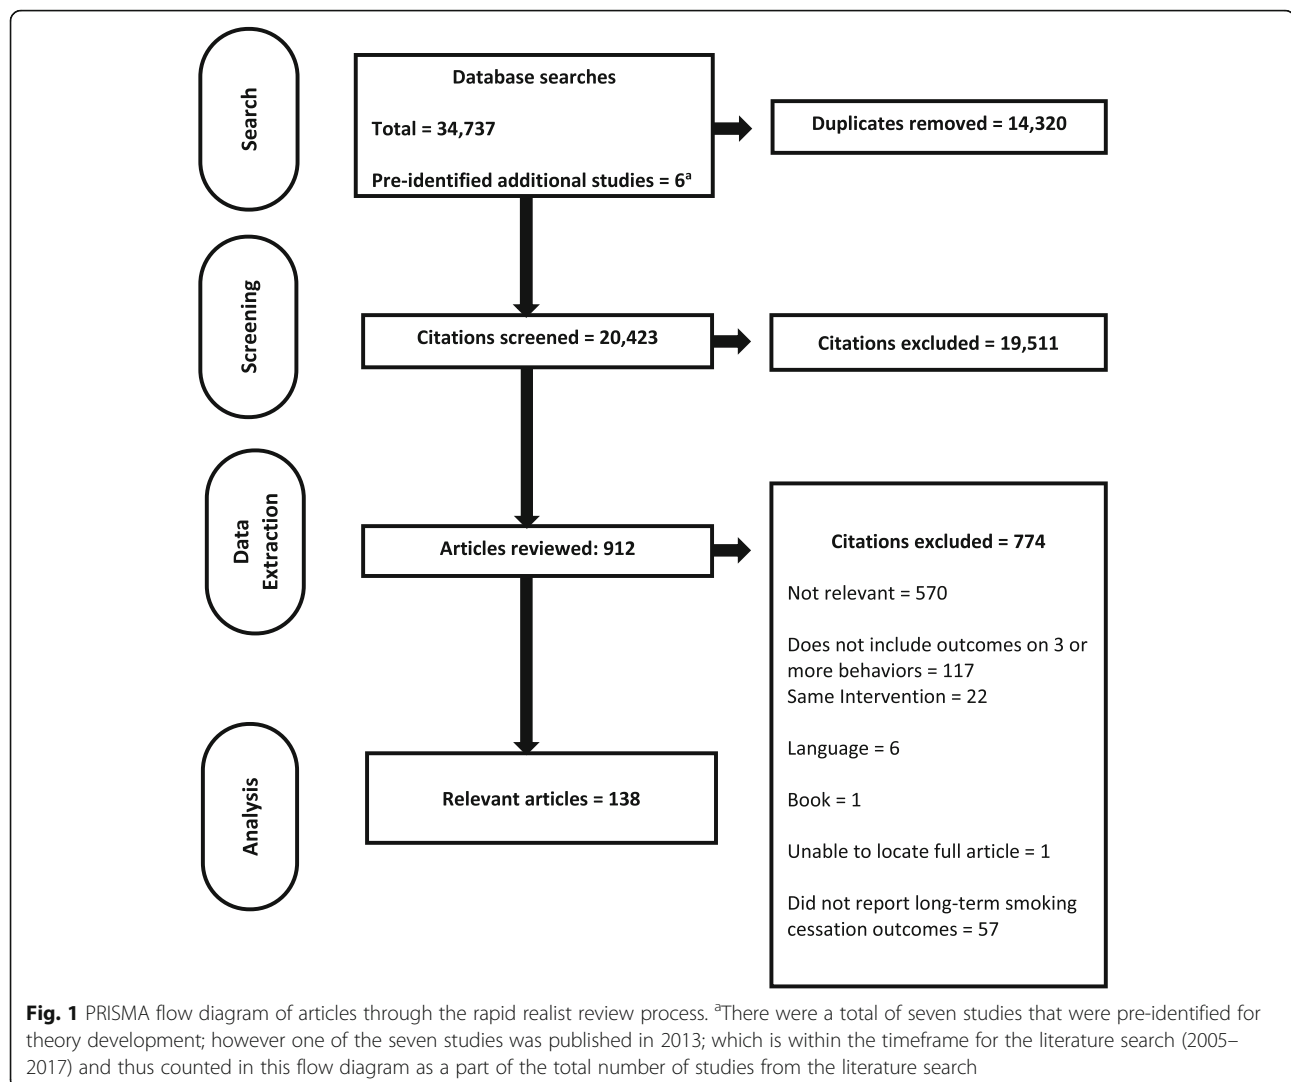 Search
Database searches
Total = 34,737
Pre-identified additional studies = 6a
Duplicates removed = 14,320
Screening
Citations screened = 20,423
Citations excluded = 19,511
Data
Extraction
Articles reviewed: 912
Citations excluded = 774
Not relevant = 570
Does not include outcomes on 3 or
more behaviors = 117
Same Intervention = 22
Language = 6
Book = 1
Unable to locate full article = 1
Did not report long-term smoking
cessation outcomes = 57
Analysis
Relevant articles = 138
Fig. 1 PRISMA flow diagram of articles through the rapid realist review process. aThere were a total of seven studies that were pre-identified for
theory development; however one of the seven studies was published in 2013; which is within the timeframe for the literature search (2005–
2017) and thus counted in this flow diagram as a part of the total number of studies from the literature search